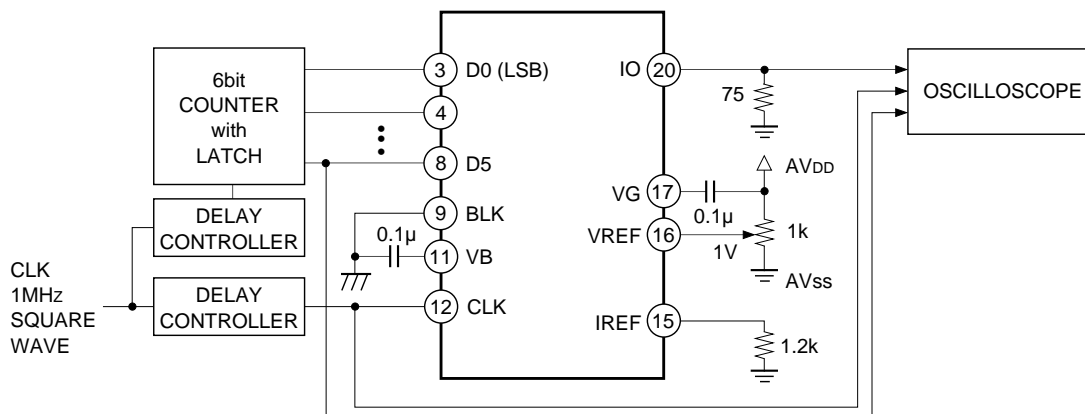 6bit
COUNTER
with
LATCH
DELAY
CONTROLLER
DELAY
CONTROLLER
CLK
1MHz
SQUARE
WAVE
0.1µ
3 D0 (LSB)
4
8 D5
9 BLK
11 VB
12 CLK
IO 20
VG 17
VREF 16
IREF 15
75
AVDD
0.1µ
1V
1k
AVSS
1.2k
OSCILLOSCOPE